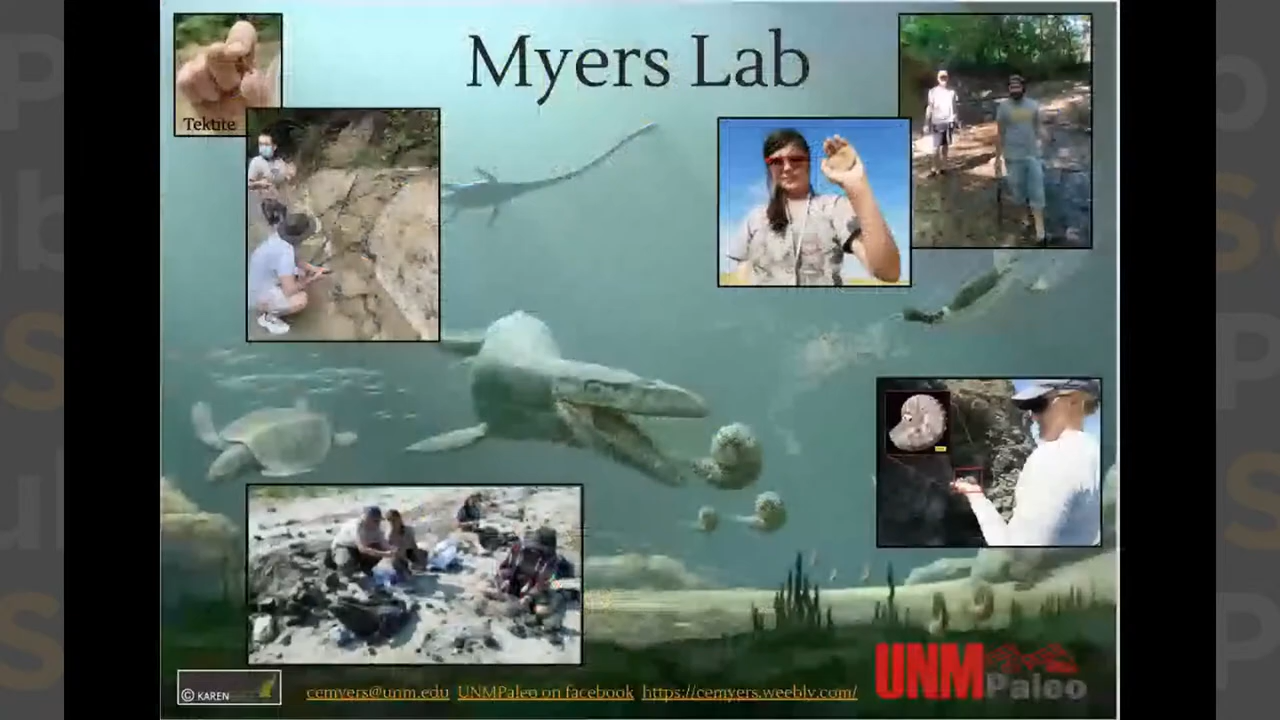 Myers Lab
Tektite
© KAREN
cemyers@unm.edu UNMPaleo on facebook https://cemyers.weebly.com/
UNM Paleo